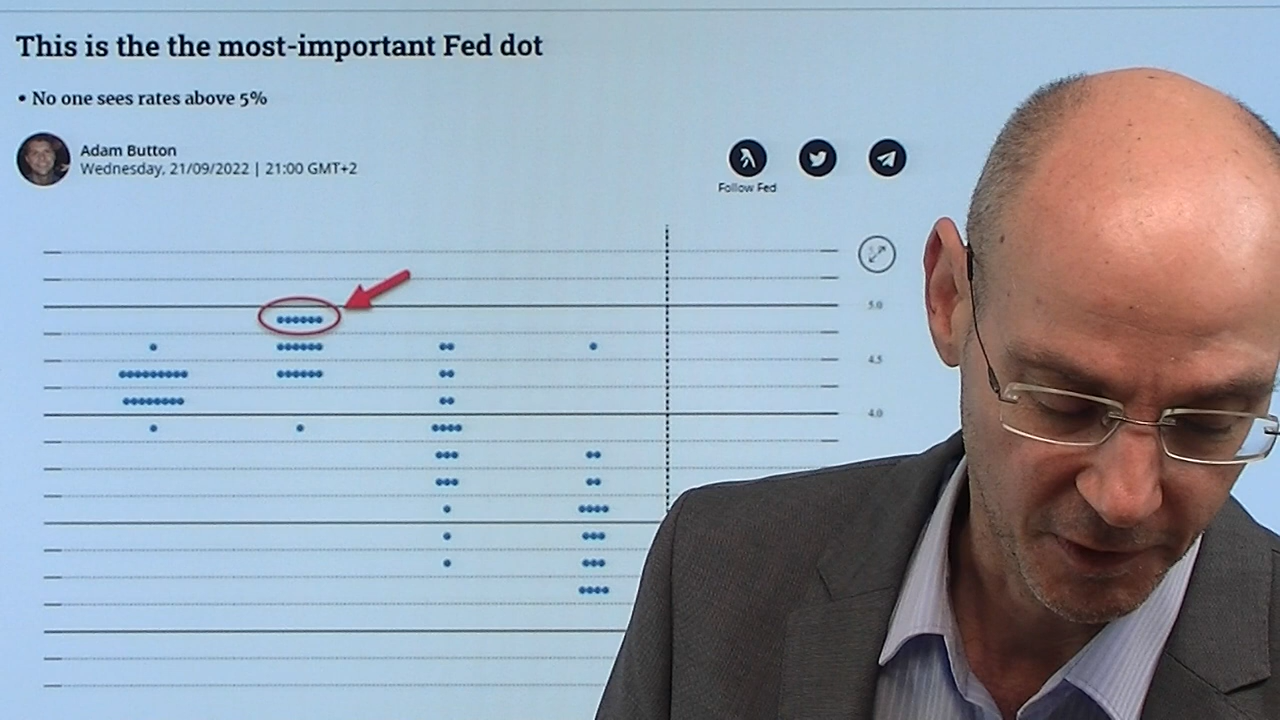 This is the the most-important Fed dot
• No one sees rates above 5%
Adam Button
Wednesday, 21/09/2022 | 21:00 GMT+2
Follow Fed
5.0
4.5
4.0